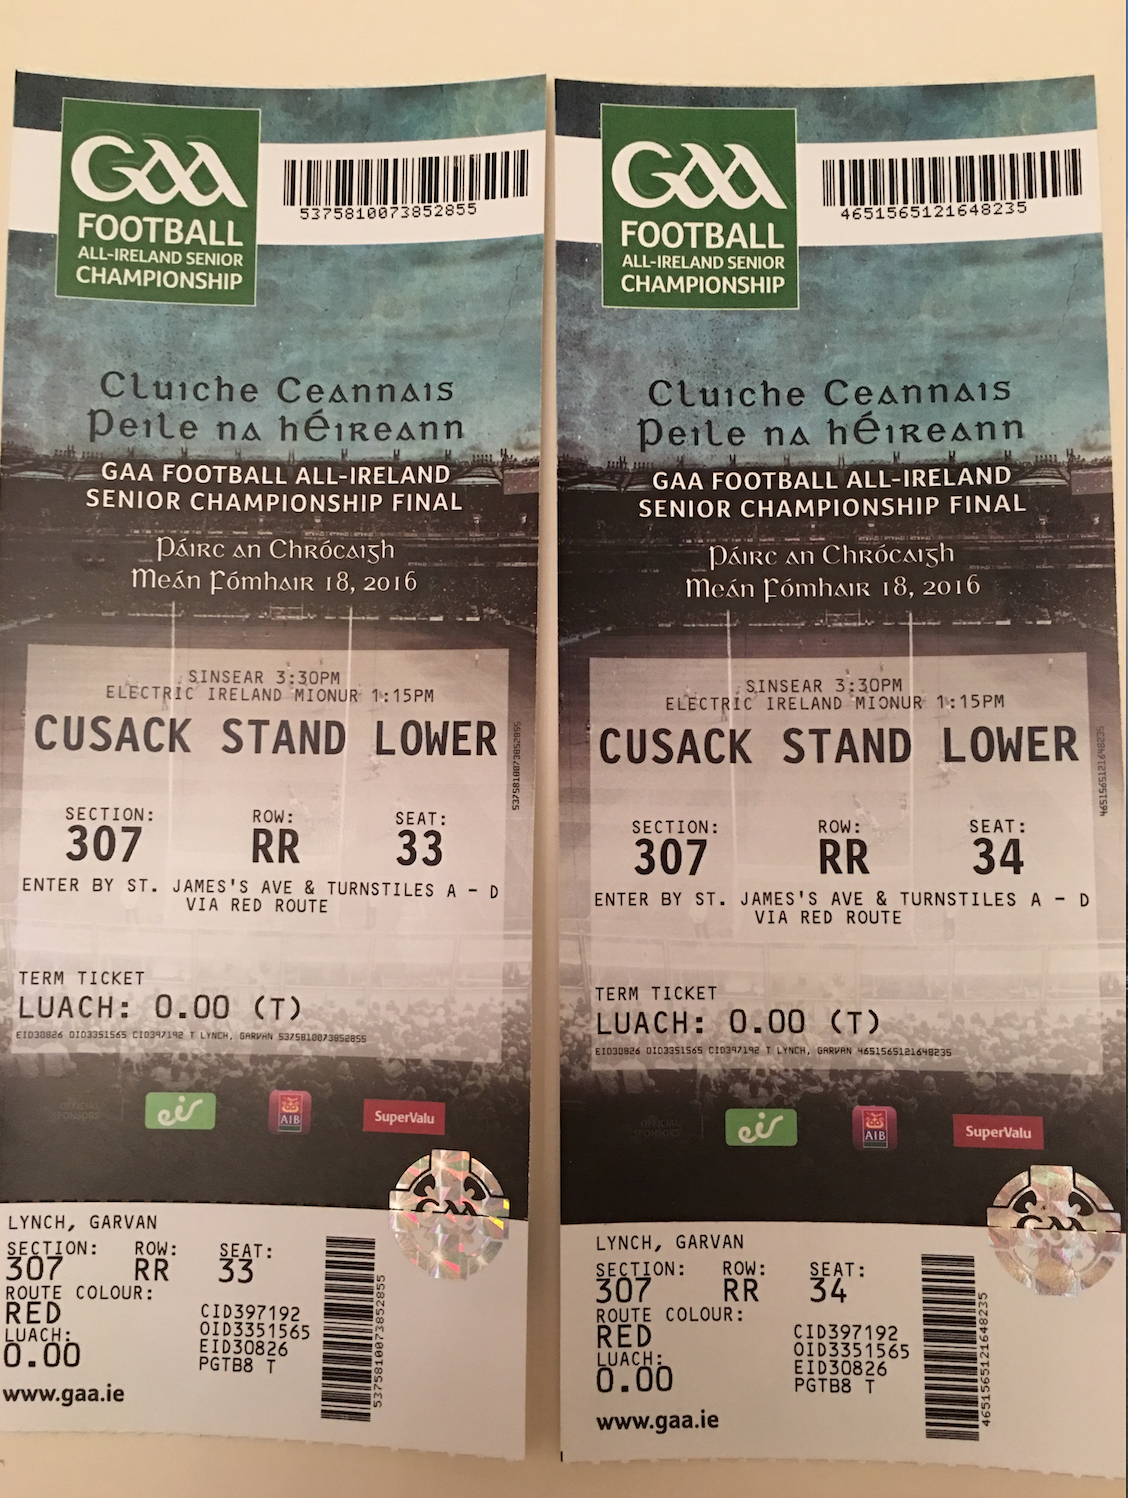 GAA
FOOTBALL
ALL-IRELAND SENIOR
CHAMPIONSHIP
5375810073852855
Cluiche Ceannais
Peile na hÉireann
GAA FOOTBALL ALL-IRELAND
SENIOR CHAMPIONSHIP FINAL
Páirc an Chrócaigh
Meán Fómhair 18, 2016
SINSEAR 3:30PM
ELECTRIC IRELAND MIONUR 1:15PM
CUSACK STAND LOWER
5375810073852855
SECTION: ROW: SEAT:
307 RR 33
ENTER BY ST. JAMES'S AVE & TURNSTILES A - D
VIA RED ROUTE
TERM TICKET
LUACH: 0.00 (T)
EID30826 OID3351565 CID397192 T LYNCH, GARVAN 5375810073852855
OFFICIAL
SPONSORS
eir
AIB
SuperValu
GAA
LYNCH, GARVAN
SECTION: ROW: SEAT:
307 RR 33
ROUTE COLOUR:
RED
LUACH:
0.00
CID397192
OID3351565
EID30826
PGTB8 T
www.gaa.ie
5375810073852855
GAA
FOOTBALL
ALL-IRELAND SENIOR
CHAMPIONSHIP
4651565121648235
Cluiche Ceannais
Peile na hÉireann
GAA FOOTBALL ALL-IRELAND
SENIOR CHAMPIONSHIP FINAL
Páirc an Chrócaigh
Meán Fómhair 18, 2016
SINSEAR 3:30PM
ELECTRIC IRELAND MIONUR 1:15PM
CUSACK STAND LOWER
4651565121648235
SECTION: ROW: SEAT:
307 RR 34
ENTER BY ST. JAMES'S AVE & TURNSTILES A - D
VIA RED ROUTE
TERM TICKET
LUACH: 0.00 (T)
EID30826 OID3351565 CID397192 T LYNCH, GARVAN 4651565121648235
OFFICIAL
SPONSORS
eir
AIB
SuperValu
GAA
LYNCH, GARVAN
SECTION: ROW: SEAT:
307 RR 34
ROUTE COLOUR:
RED
LUACH:
0.00
CID397192
OID3351565
EID30826
PGTB8 T
www.gaa.ie
4651565121648235